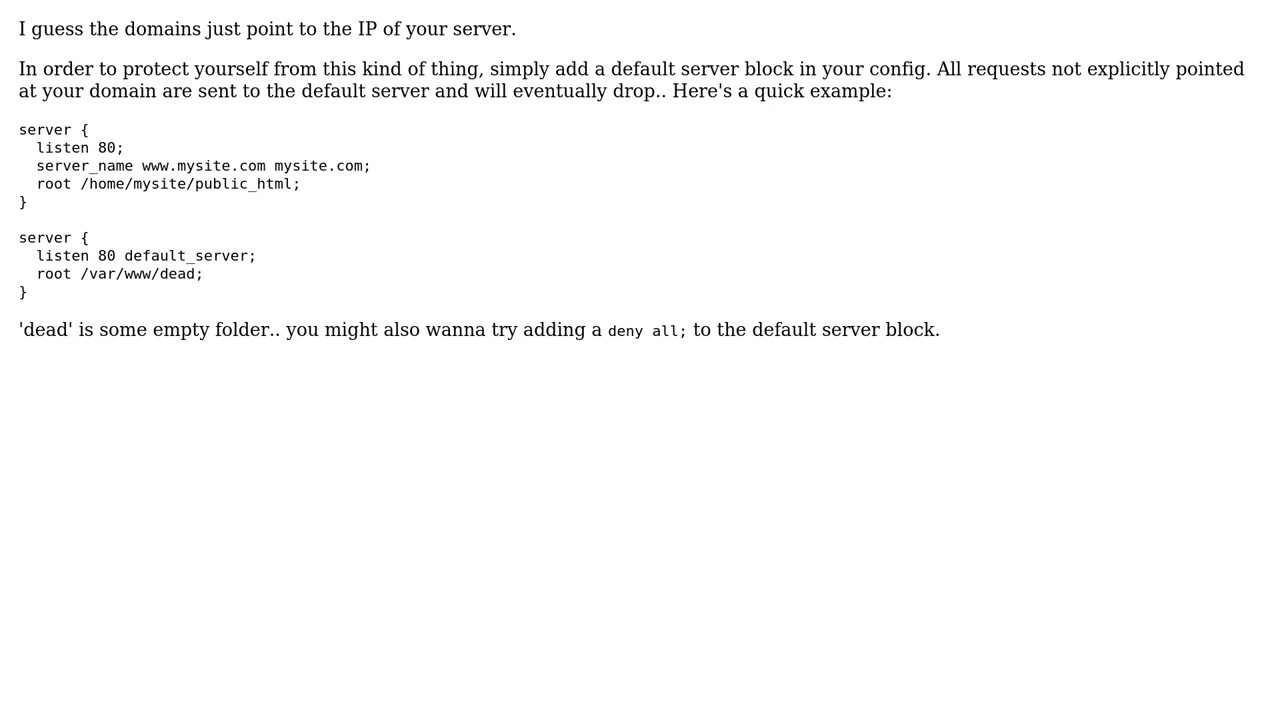 I guess the domains just point to the IP of your server.
In order to protect yourself from this kind of thing, simply add a default server block in your config. All requests not explicitly pointed
at your domain are sent to the default server and will eventually drop.. Here's a quick example:
server {
  listen 80;
  server_name www.mysite.com mysite.com;
  root /home/mysite/public_html;
}
server {
  listen 80 default_server;
  root /var/www/dead;
}
'dead' is some empty folder.. you might also wanna try adding a deny all; to the default server block.